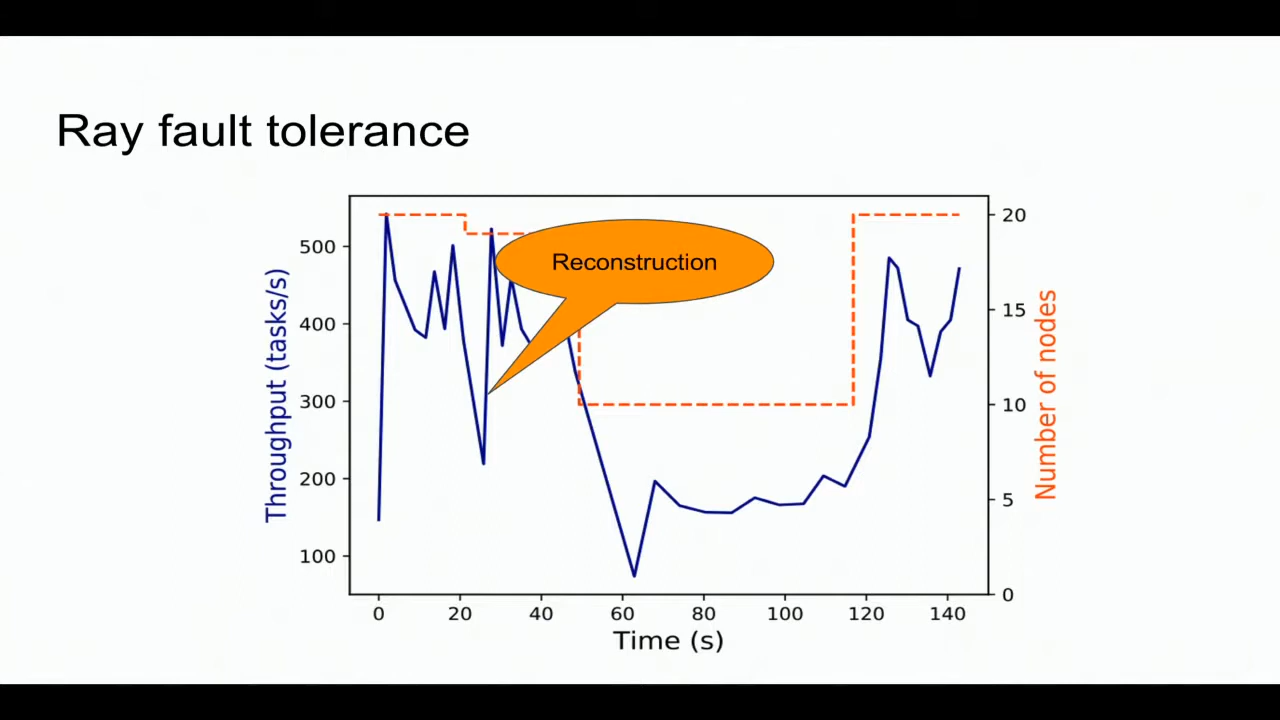 Ray fault tolerance
Reconstruction
Throughput (tasks/s)
500
400
300
200
100
20
15
10
5
0
Number of nodes
0 20 40 60 80 100 120 140
Time (s)